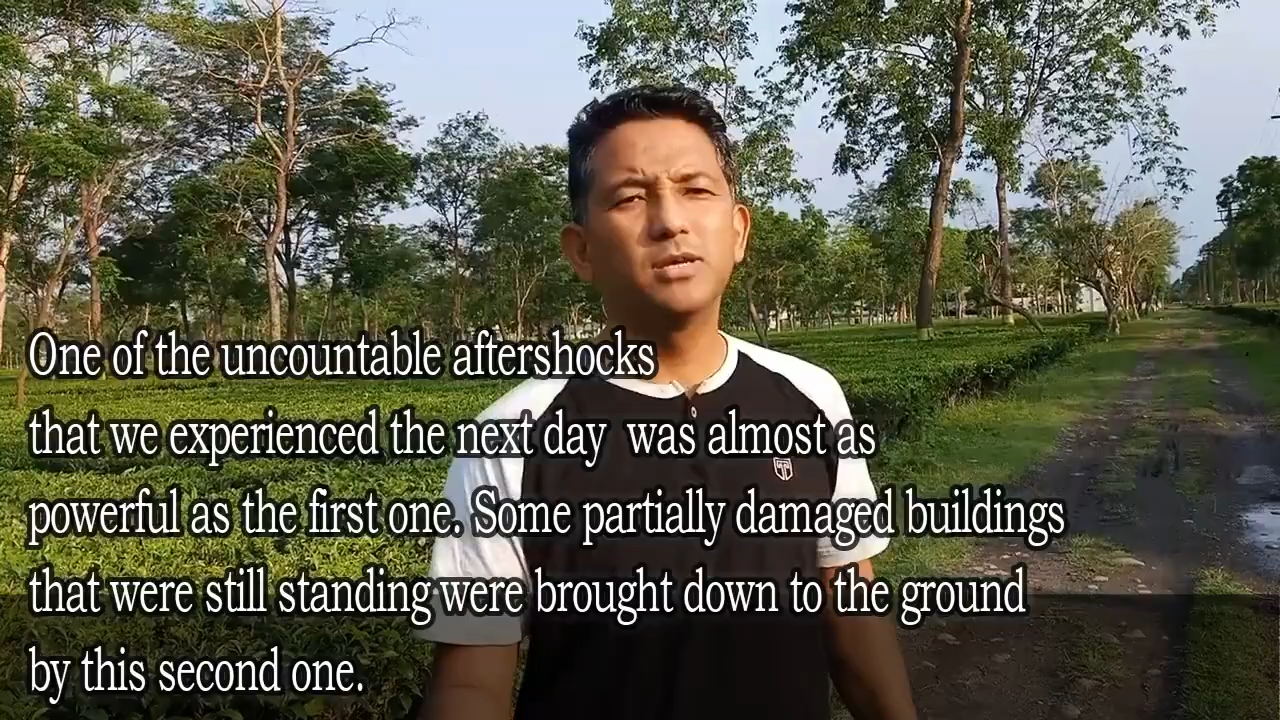 One of the uncountable aftershocks
that we experienced the next day was almost as
powerful as the first one. Some partially damaged buildings
that were still standing were brought down to the ground
by this second one.